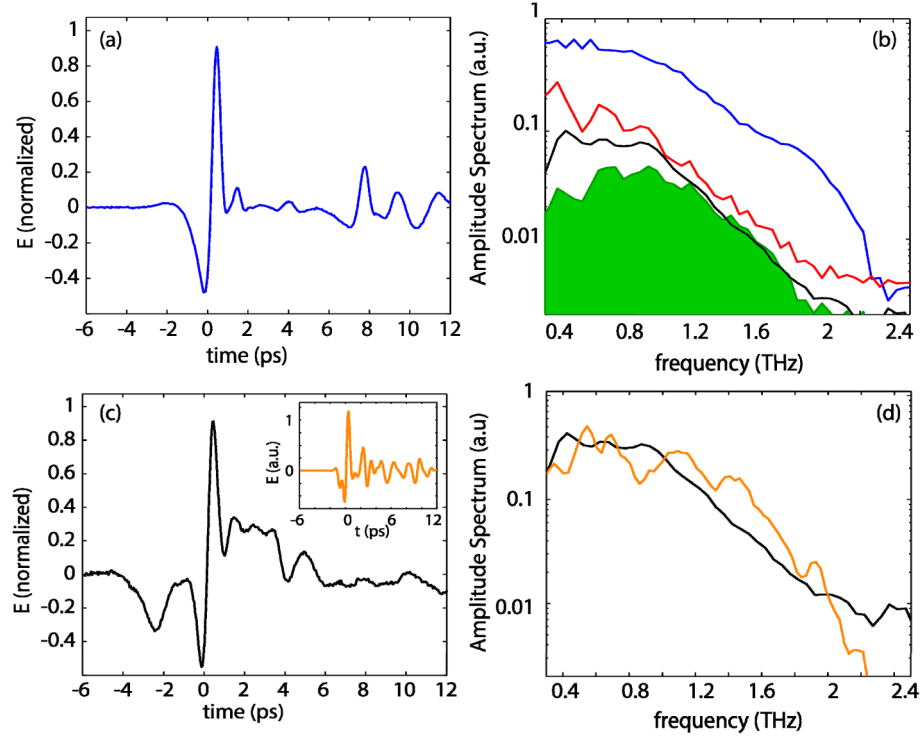 (a)
E (normalized)
1
0.8
0.6
0.4
0.2
0
-0.2
-0.4
-6 -4 -2 0 2 4 6 8 10 12
time (ps)
(b)
Amplitude Spectrum (a.u.)
1
0.1
0.01
0.4 0.8 1.2 1.6 2 2.4
frequency (THz)
(c)
E (normalized)
1
0.8
0.6
0.4
0.2
0
-0.2
-0.4
-6 -4 -2 0 2 4 6 8 10 12
time (ps)
E (a.u.)
1
0
-6 0 6 12
t (ps)
(d)
Amplitude Spectrum (a.u)
1
0.1
0.01
0.4 0.8 1.2 1.6 2 2.4
frequency (THz)